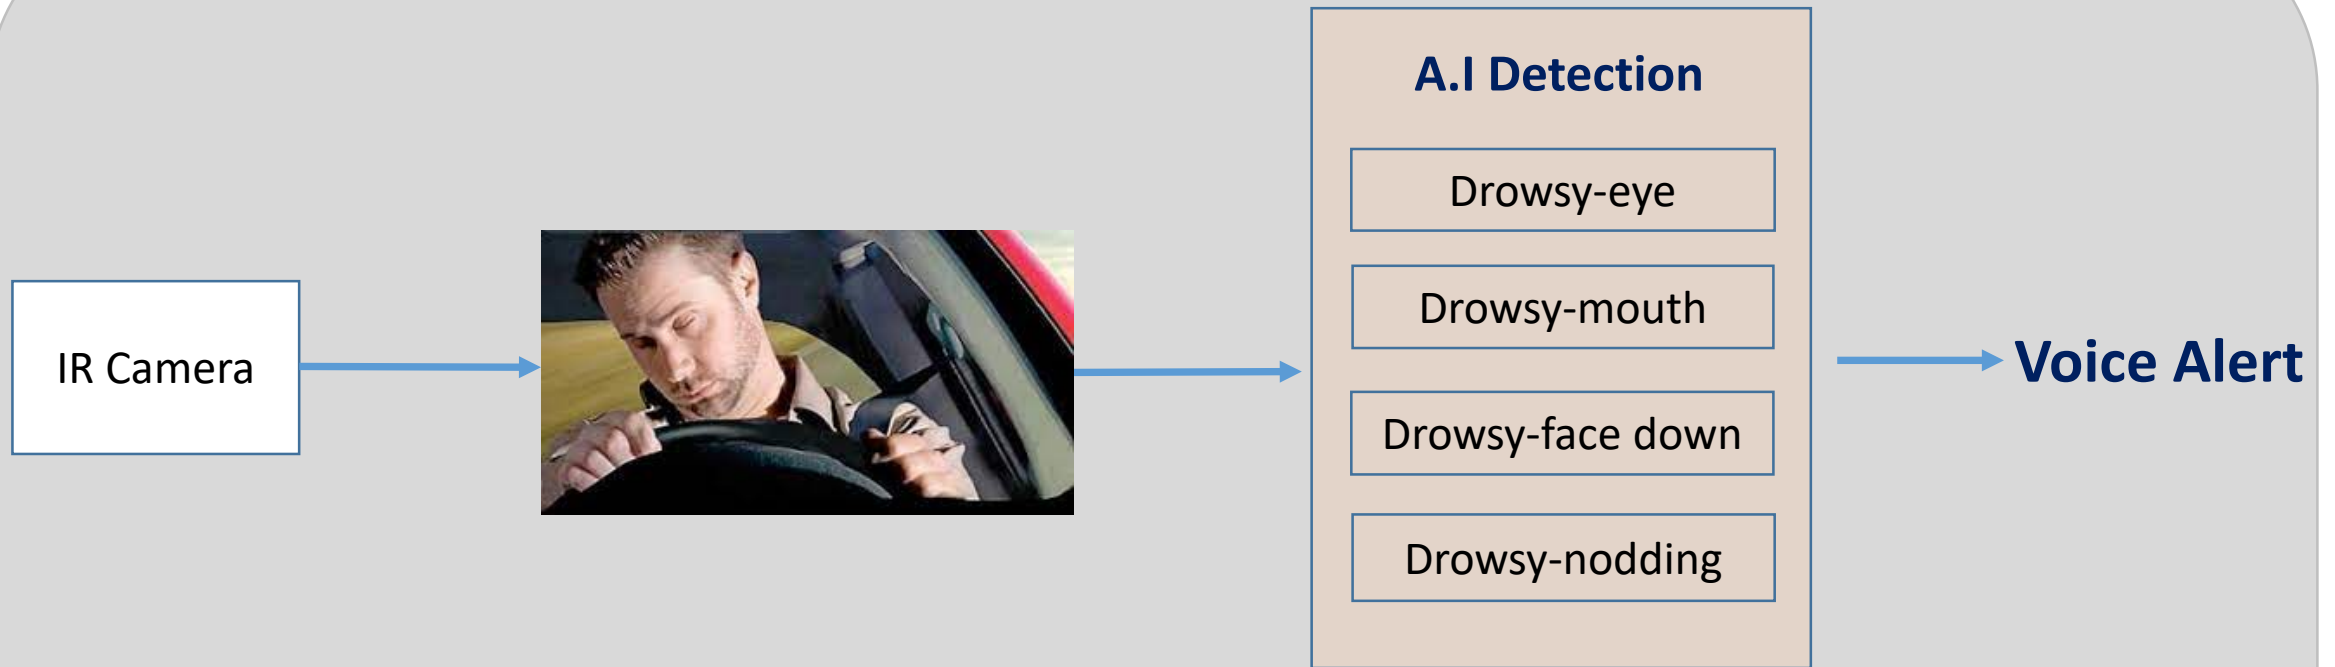 IR Camera
A.I Detection
Drowsy-eye
Drowsy-mouth
Drowsy-face down
Drowsy-nodding
Voice Alert